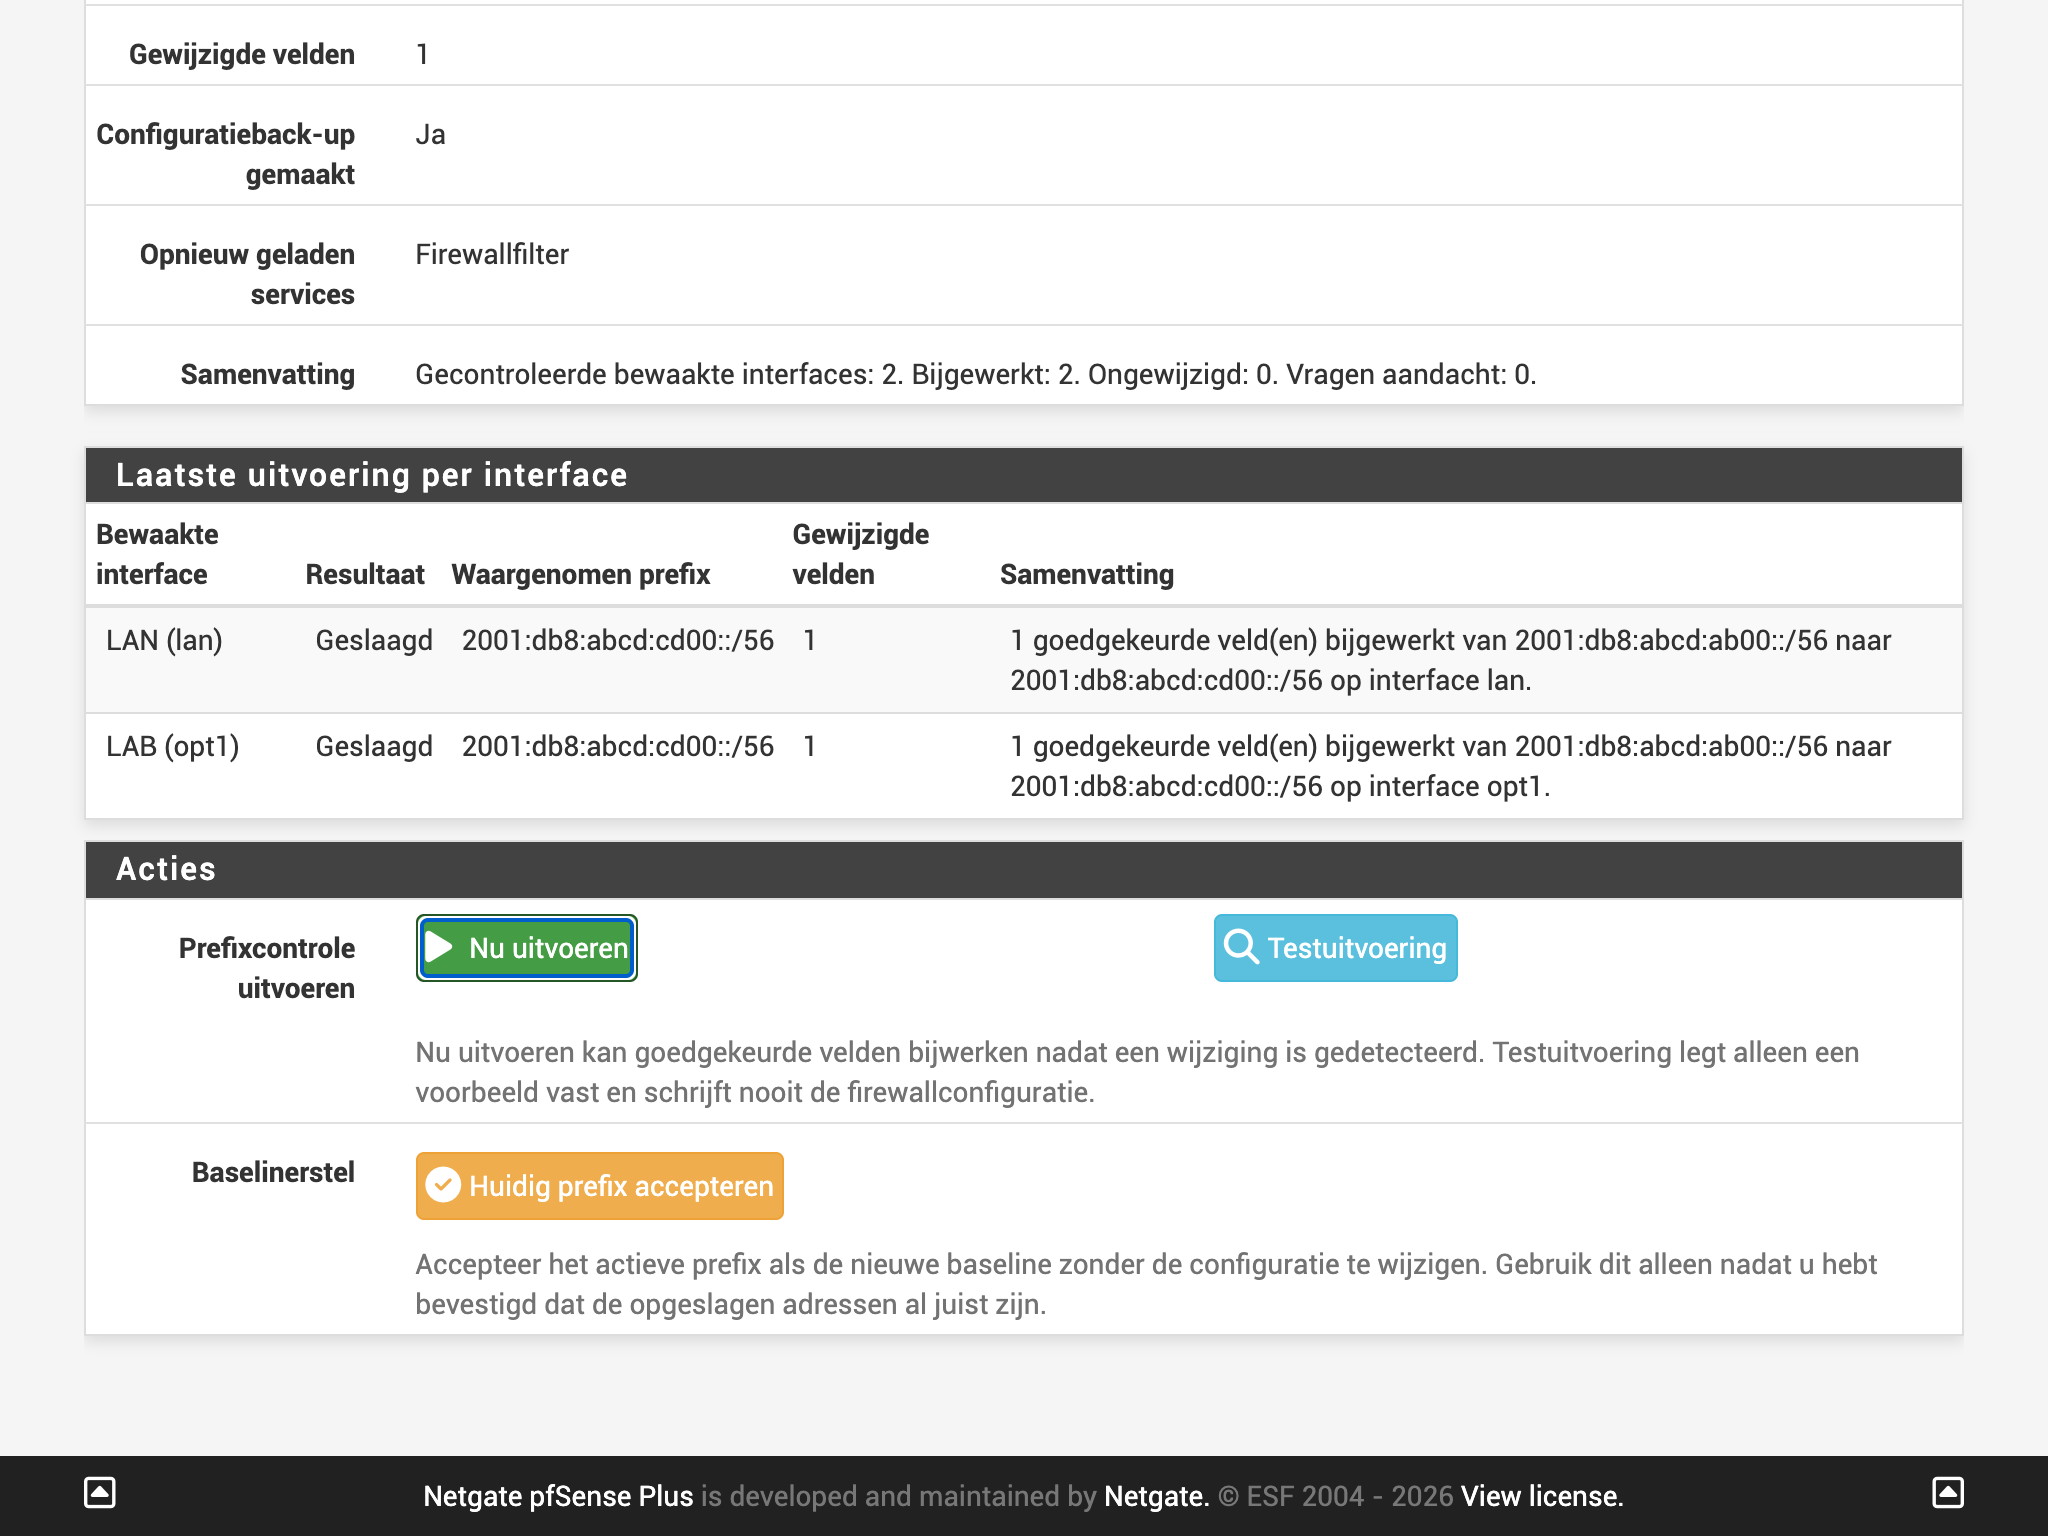 Gewijzigde velden 1
Configuratieback-up Ja
gemaakt
Opnieuw geladen Firewallfilter
services
Samenvatting Gecontroleerde bewaakte interfaces: 2. Bijgewerkt: 2. Ongewijzigd: 0. Vragen aandacht: 0.
Laatste uitvoering per interface
Bewaakte Gewijzigde
interface Resultaat Waargenomen prefix velden Samenvatting
LAN (lan) Geslaagd 2001:db8:abcd:cd00::/56 1 1 goedgekeurde veld(en) bijgewerkt van 2001:db8:abcd:ab00::/56 naar
2001:db8:abcd:cd00::/56 op interface lan.
LAB (opt1) Geslaagd 2001:db8:abcd:cd00::/56 1 1 goedgekeurde veld(en) bijgewerkt van 2001:db8:abcd:ab00::/56 naar
2001:db8:abcd:cd00::/56 op interface opt1.
Acties
Prefixcontrole Nu uitvoeren Testuitvoering
uitvoeren
Nu uitvoeren kan goedgekeurde velden bijwerken nadat een wijziging is gedetecteerd. Testuitvoering legt alleen een
voorbeeld vast en schrijft nooit de firewallconfiguratie.
Baselinerstel Huidig prefix accepteren
Accepteer het actieve prefix als de nieuwe baseline zonder de configuratie te wijzigen. Gebruik dit alleen nadat u hebt
bevestigd dat de opgeslagen adressen al juist zijn.
Netgate pfSense Plus is developed and maintained by Netgate. © ESF 2004 - 2026 View license.